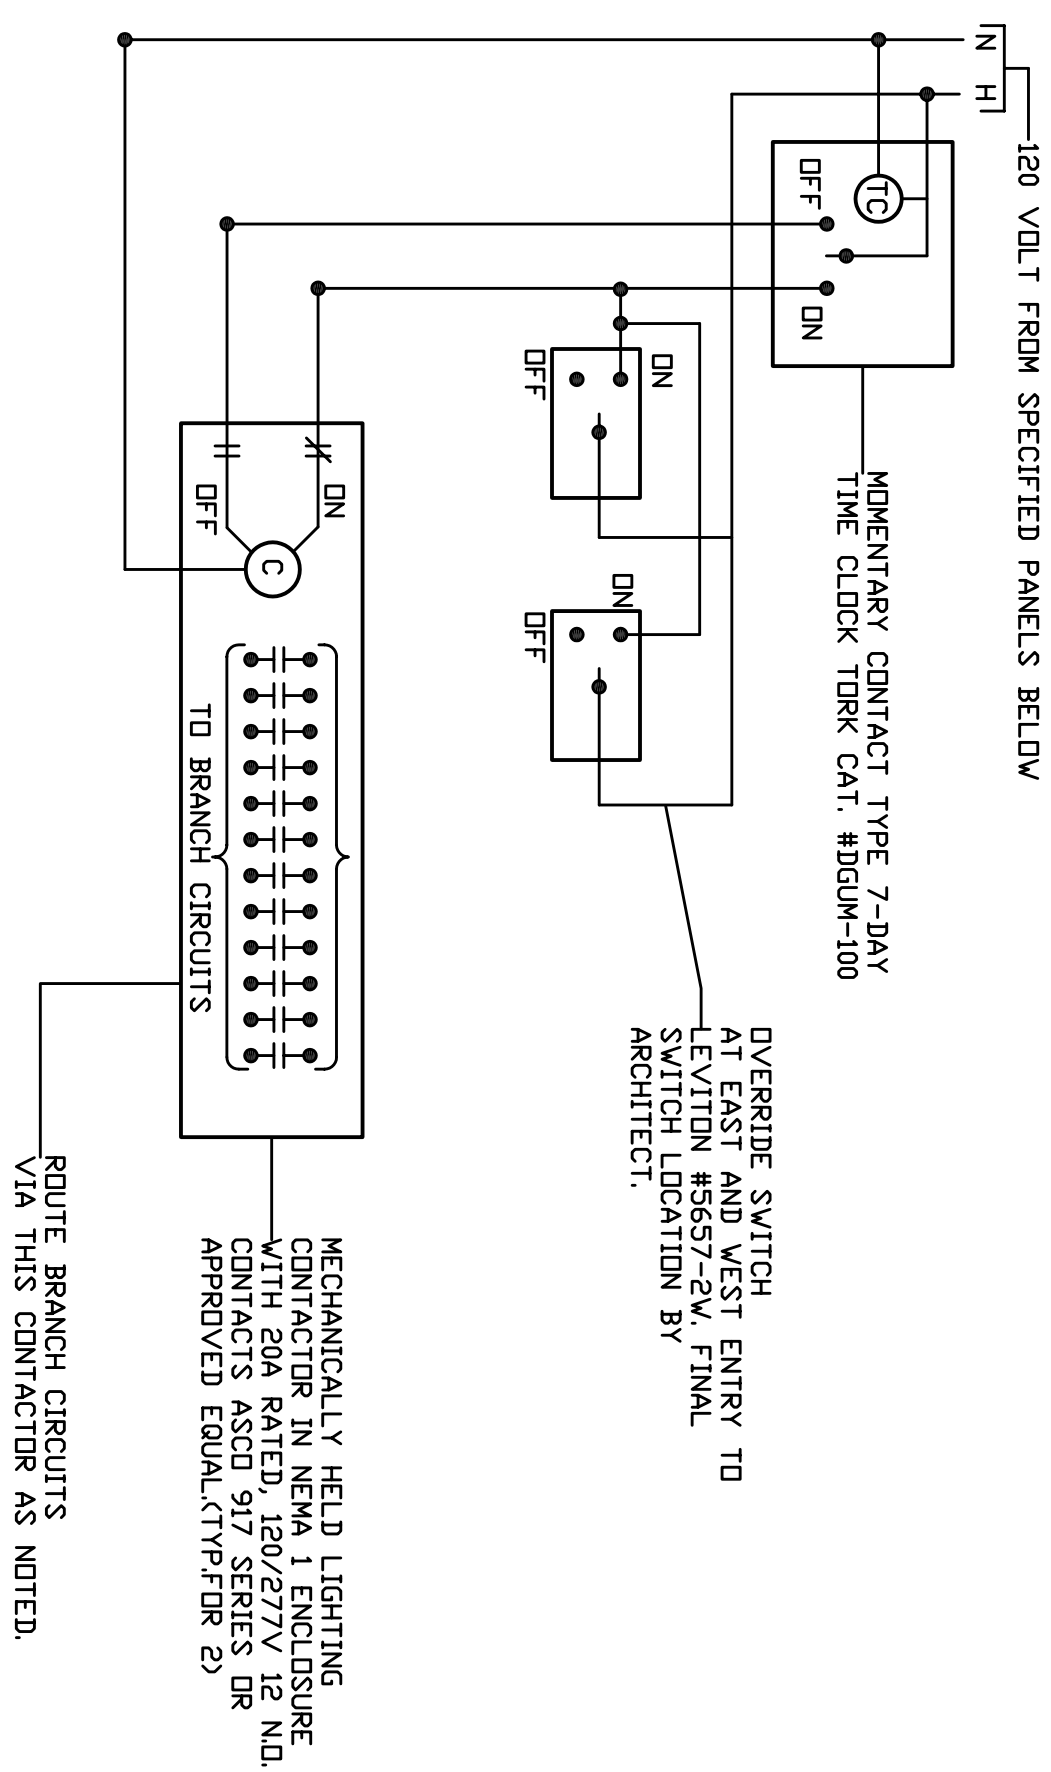 N
H
120 VOLT FROM SPECIFIED PANELS BELOW
OFF
TC
ON
MOMENTARY CONTACT TYPE 7-DAY
TIME CLOCK TORK CAT. #DGUM-100
ON
OFF
ON
OFF
OVERRIDE SWITCH
AT EAST AND WEST ENTRY TO
LEVITON #5657-2W. FINAL
SWITCH LOCATION BY
ARCHITECT.
ON
OFF
C
TO BRANCH CIRCUITS
MECHANICALLY HELD LIGHTING
CONTACTOR IN NEMA 1 ENCLOSURE
WITH 20A RATED, 120/277V 12 N.O.
CONTACTS ASCO 917 SERIES OR
APPROVED EQUAL.(TYP.FOR 2)
ROUTE BRANCH CIRCUITS
VIA THIS CONTACTOR AS NOTED.